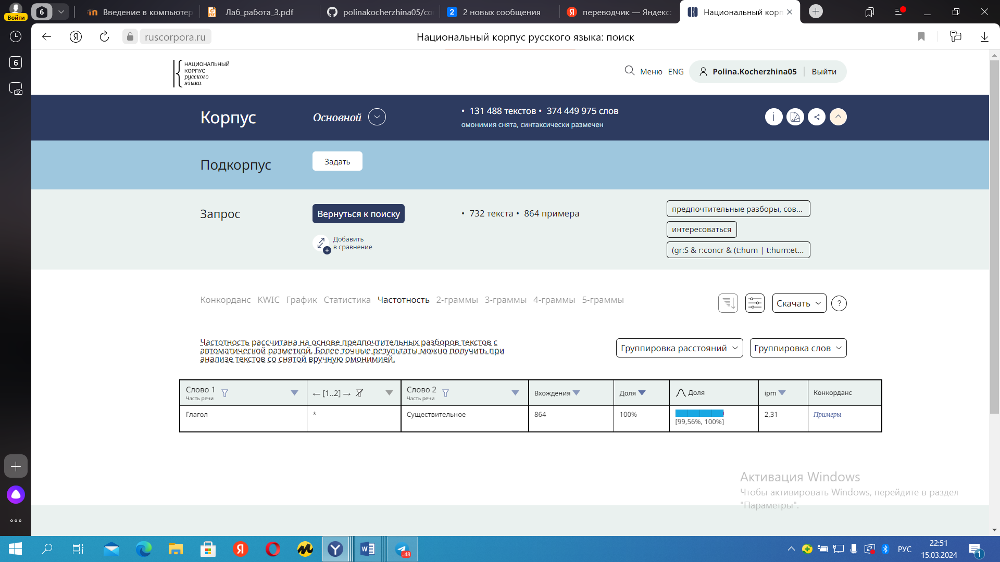 Войти
6
Введение в компьютер
Лаб_работа_3.pdf
polinakocherzhina05/co
2
2 новых сообщения
переводчик — Яндекс:
Национальный корп
ruscorpora.ru
Национальный корпус русского языка: поиск
6
НАЦИОНАЛЬНЫЙ
КОРПУС
русского
языка
Меню ENG
Polina.Kocherzhina05
Выйти
Корпус
Основной
• 131 488 текстов • 374 449 975 слов
омонимия снята, синтаксически размечен
Подкорпус
Задать
Запрос
Вернуться к поиску
• 732 текста • 864 примера
предпочтительные разборы, сов...
интересоваться
(gr:S & r:concr & (t:hum | t:hum:et...
Добавить
в сравнение
Конкорданс KWIC График Статистика Частотность 2-граммы 3-граммы 4-граммы 5-граммы
Скачать
?
Частотность рассчитана на основе предпочтительных разборов текстов с
автоматической разметкой. Более точные результаты можно получить при
анализе текстов со снятой вручную омонимией.
Группировка расстояний
Группировка слов
Слово 1
Часть речи
← [1..2] →
Слово 2
Часть речи
Вхождения
Доля
Доля
ipm
Конкорданс
Глагол
*
Существительное
864
100%
[99,56%, 100%]
2,31
Примеры
Активация Windows
Чтобы активировать Windows, перейдите в раздел
"Параметры".
..48
РУС
22:51
15.03.2024
1